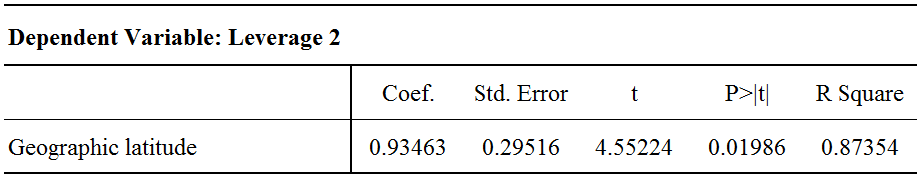 Dependent Variable: Leverage 2
Coef. Std. Error t P>|t| R Square
Geographic latitude 0.93463 0.29516 4.55224 0.01986 0.87354